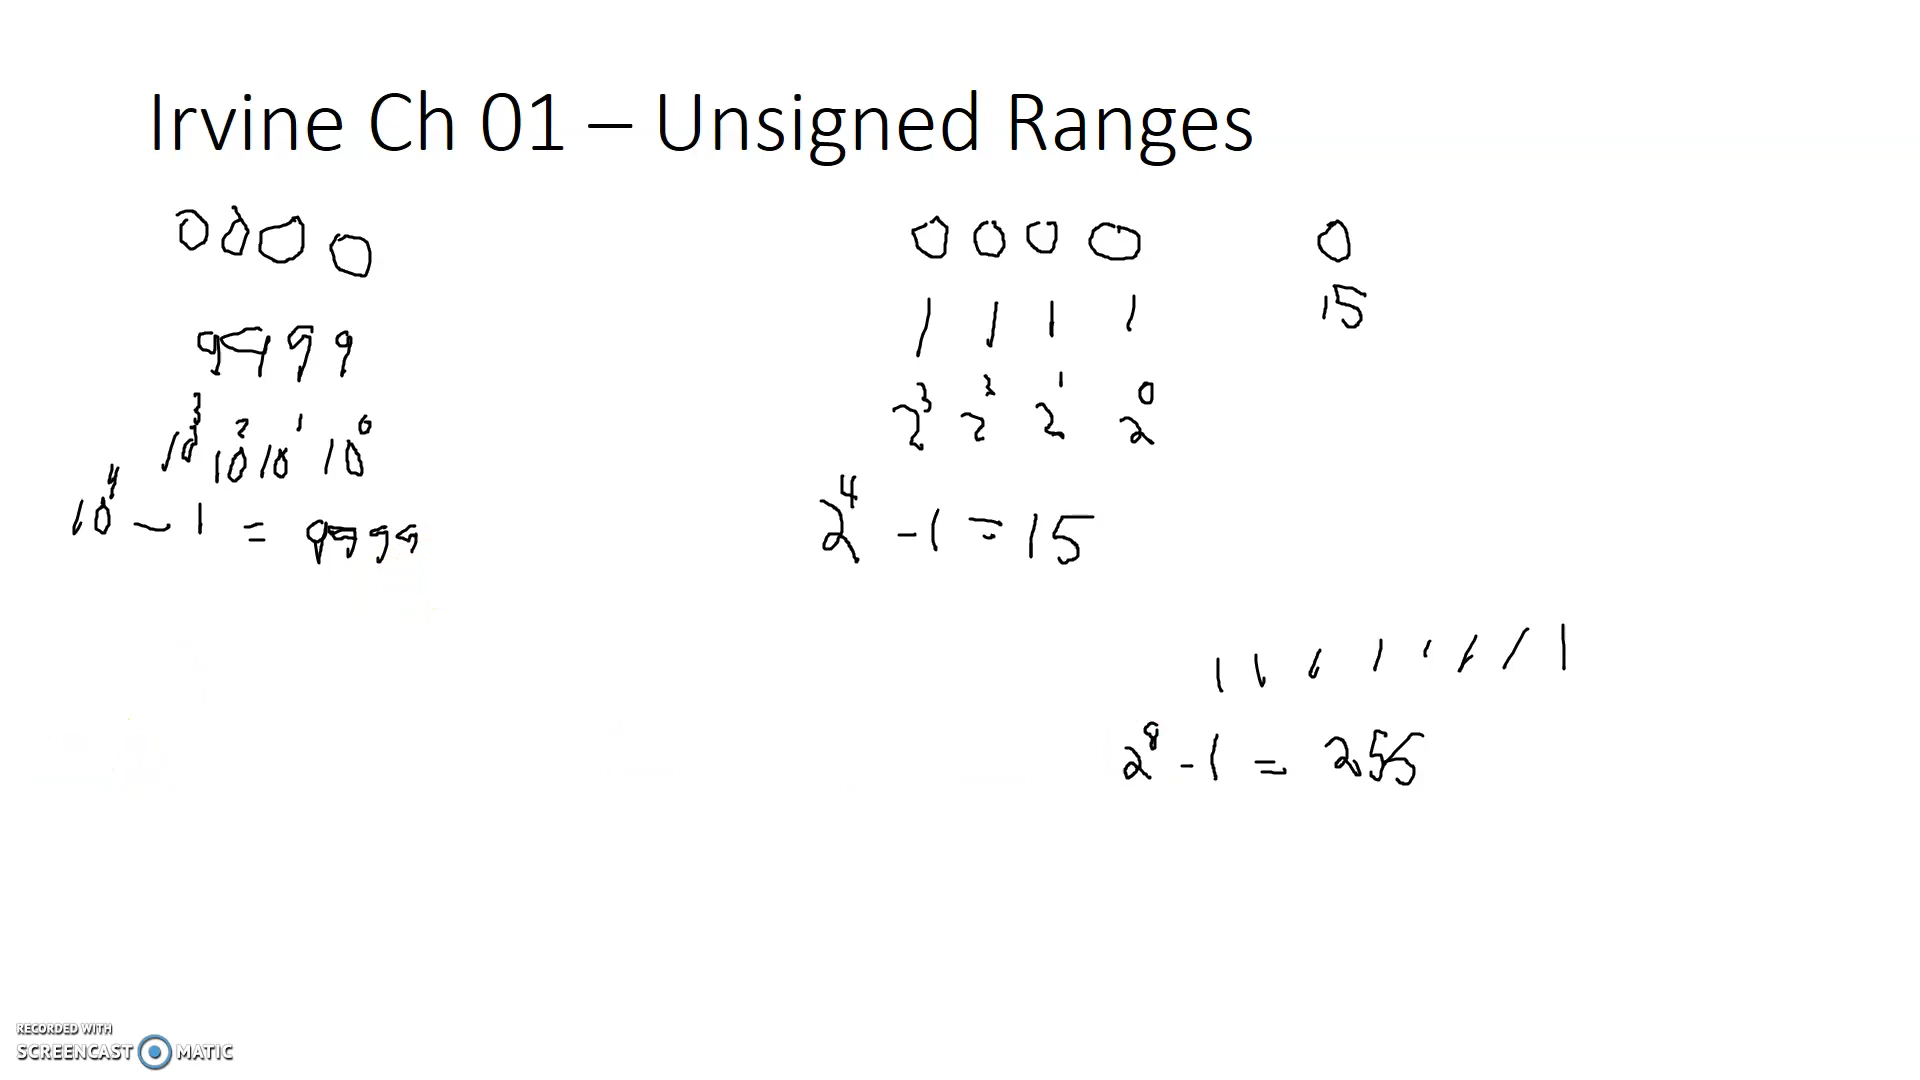 Irvine Ch 01 – Unsigned Ranges
0 0 0 0
9 9 9 9
10³ 10² 10¹ 10⁰
10⁴ - 1 = 9999
0 0 0 0 0
1 1 1 1 15
2³ 2² 2¹ 2⁰
2⁴ - 1 = 15
1 1 1 1 1 1 1 1
2⁸ - 1 = 255
RECORDED WITH
SCREENCAST MATIC